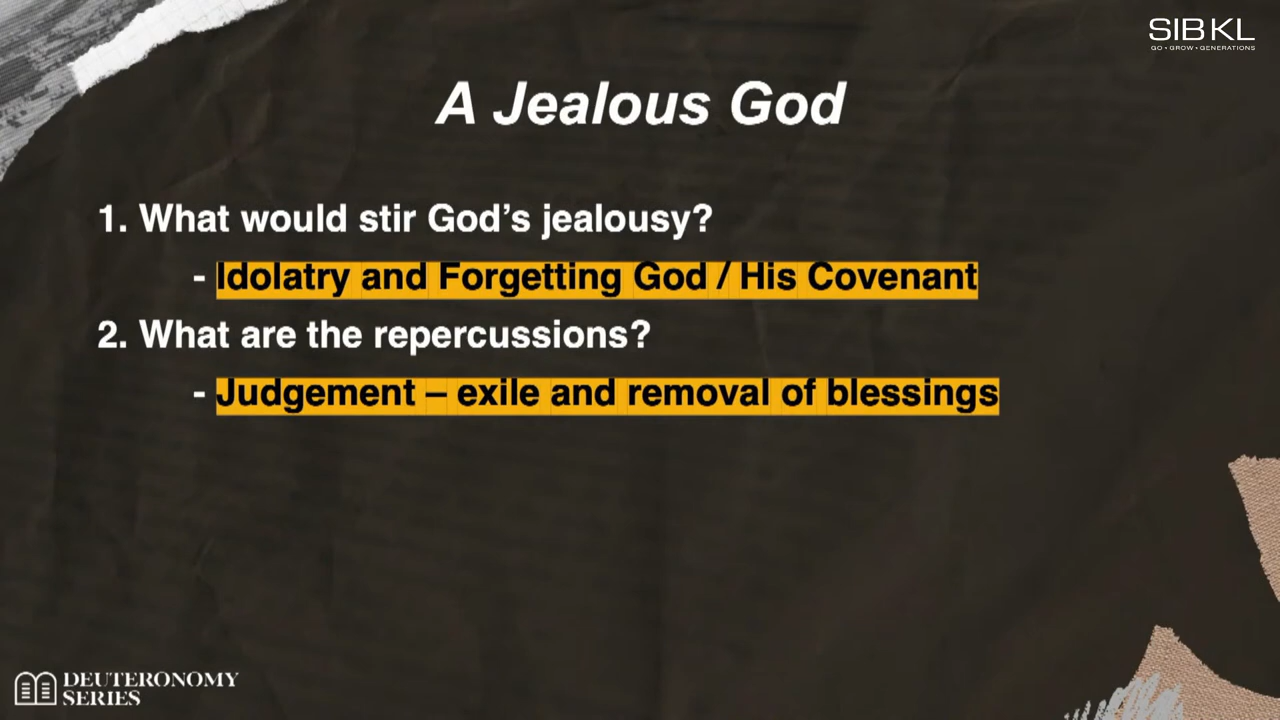 SIBKL
GO • GROW • GENERATIONS
A Jealous God
1. What would stir God’s jealousy?
- Idolatry and Forgetting God / His Covenant
2. What are the repercussions?
- Judgement – exile and removal of blessings
DEUTERONOMY
SERIES